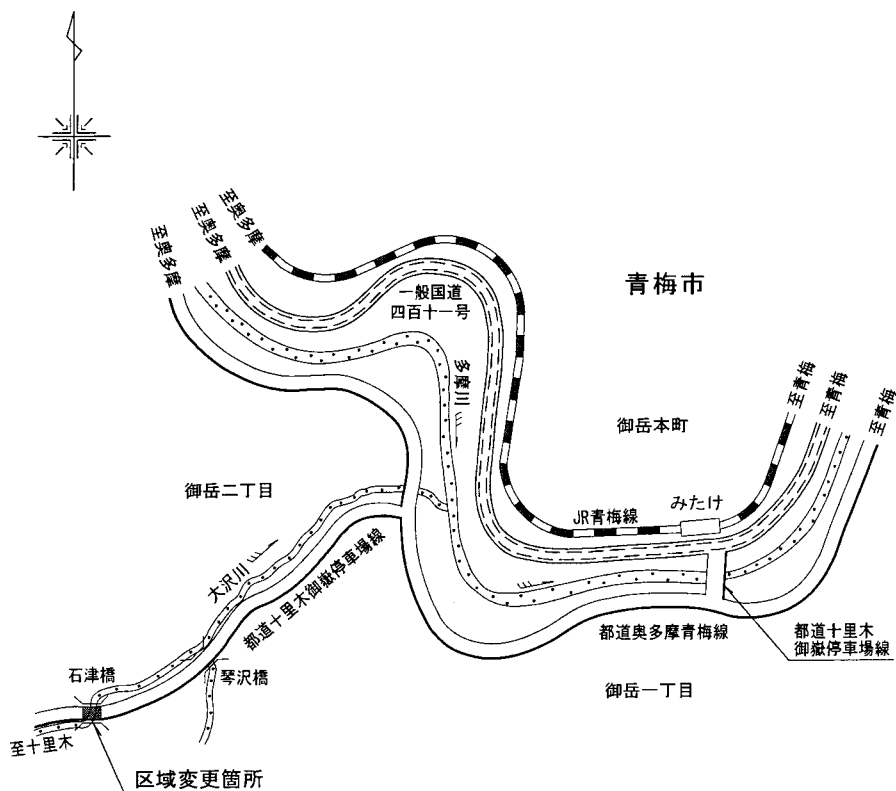 至奥多摩
至奥多摩
至奥多摩
一般国道
四百十一号
青梅市
多摩川
至青梅
至青梅
至青梅
御岳本町
御岳二丁目
みたけ
JR青梅線
大沢川
都道十里木御嶽停車場線
都道奥多摩青梅線
都道十里木
御嶽停車場線
石津橋
琴沢橋
御岳一丁目
至十里木
区域変更箇所